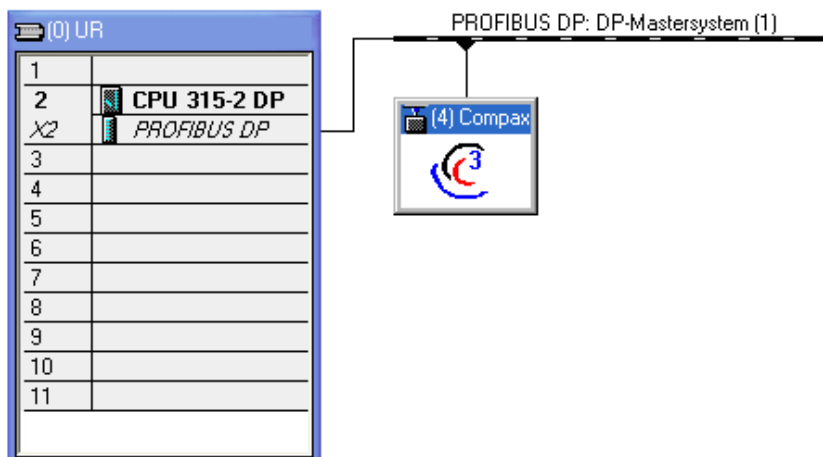 (0) UR
PROFIBUS DP: DP-Mastersystem (1)
1
2 CPU 315-2 DP
X2 PROFIBUS DP
(4) Compax
3
3
4
5
6
7
8
9
10
11